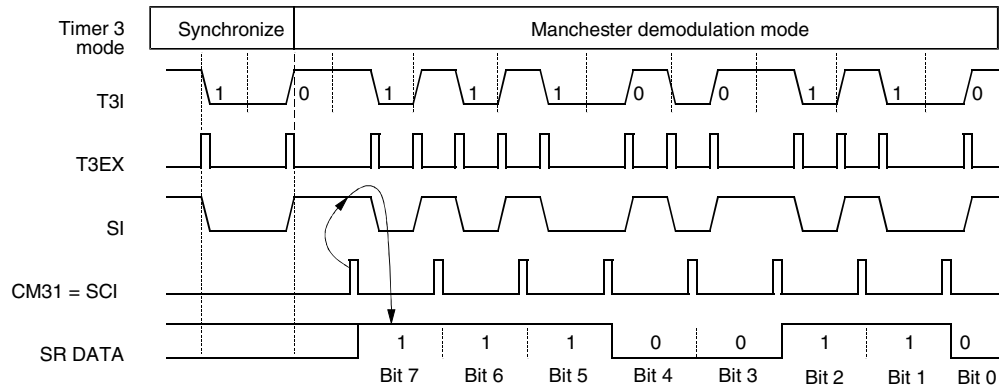 Timer 3
mode
Synchronize
Manchester demodulation mode
T3I
1 0 1 1 1 0 0 1 1 0
T3EX
SI
CM31 = SCI
SR DATA
1 1 1 0 0 1 1 0
Bit 7 Bit 6 Bit 5 Bit 4 Bit 3 Bit 2 Bit 1 Bit 0